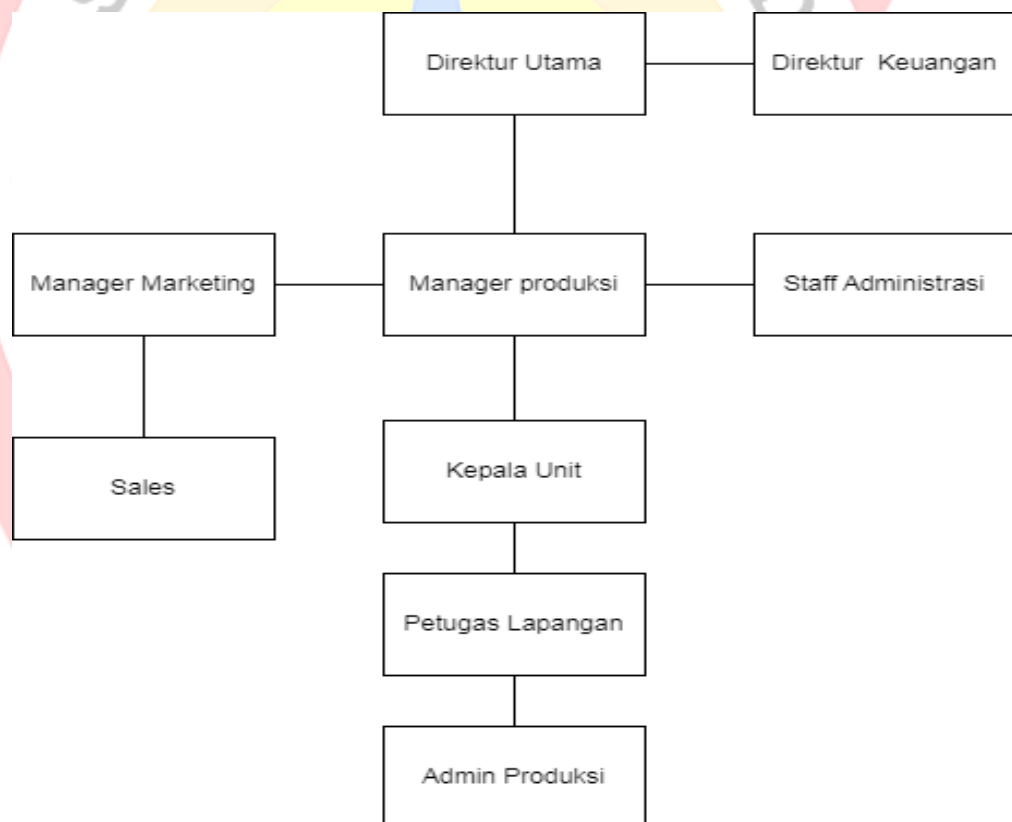 Direktur Utama
Direktur Keuangan
Manager Marketing
Manager produksi
Staff Administrasi
Kepala Unit
Sales
Petugas Lapangan
Admin Produksi